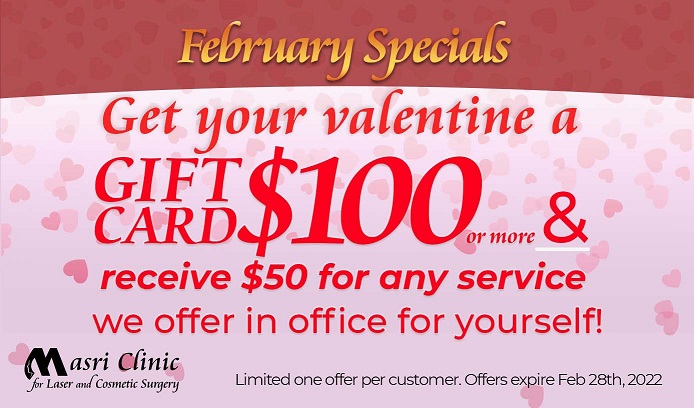 February Specials
Get your valentine a
GIFT
CARD $100 or more &
receive $50 for any service
we offer in office for yourself!
Masri Clinic
for Laser and Cosmetic Surgery
Limited one offer per customer. Offers expire Feb 28th, 2022